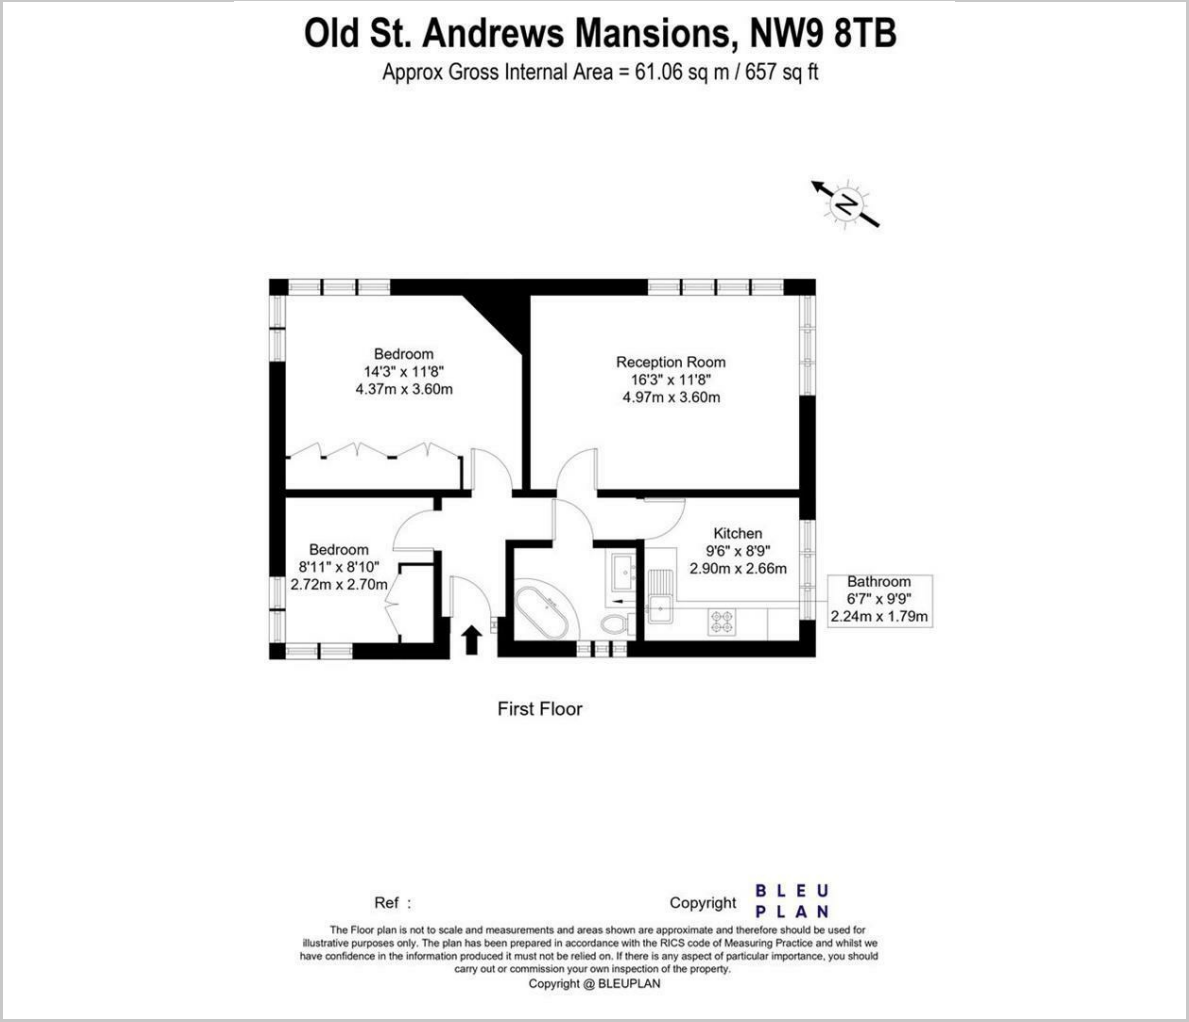 Old St. Andrews Mansions, NW9 8TB
Approx Gross Internal Area = 61.06 sq m / 657 sq ft
N
Bedroom
14'3" x 11'8"
4.37m x 3.60m
Reception Room
16'3" x 11'8"
4.97m x 3.60m
Bedroom
8'11" x 8'10"
2.72m x 2.70m
Kitchen
9'6" x 8'9"
2.90m x 2.66m
Bathroom
6'7" x 9'9"
2.24m x 1.79m
First Floor
Ref :
Copyright
BLEU
PLAN
The Floor plan is not to scale and measurements and areas shown are approximate and therefore should be used for
illustrative purposes only. The plan has been prepared in accordance with the RICS code of Measuring Practice and whilst we
have confidence in the information produced it must not be relied on. If there is any aspect of particular importance, you should
carry out or commission your own inspection of the property.
Copyright @ BLEUPLAN